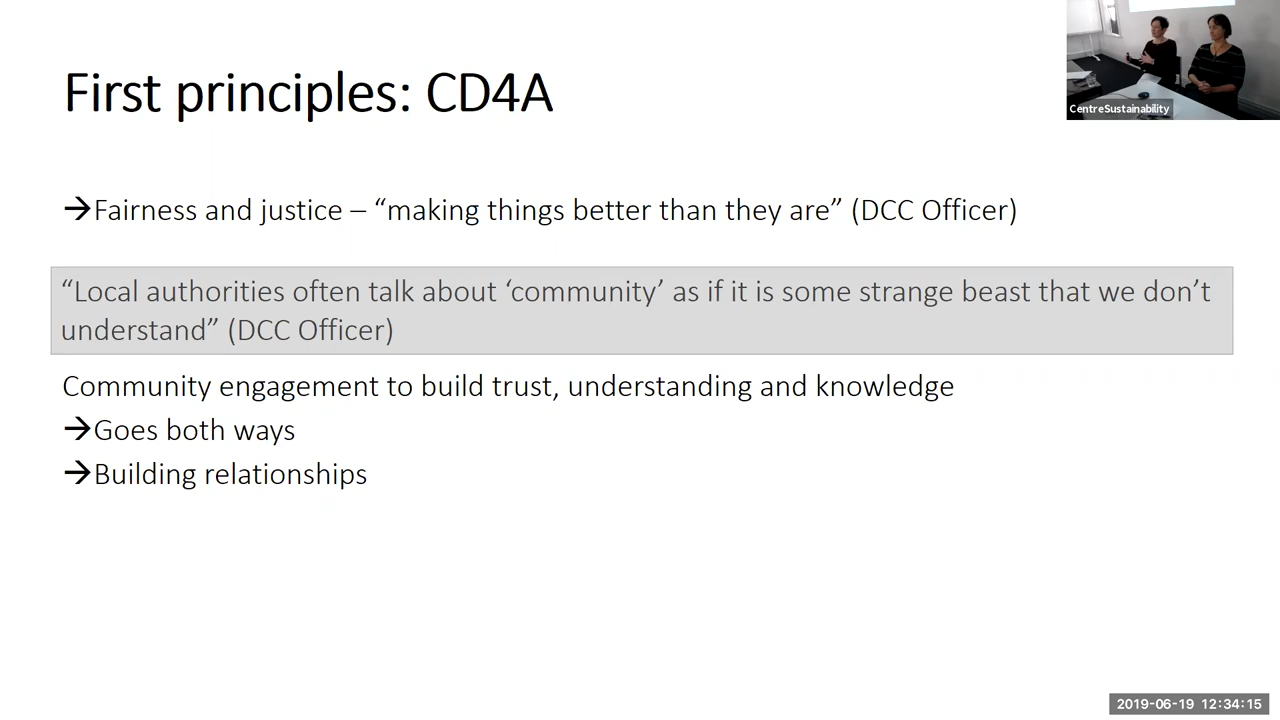 First principles: CD4A
CentreSustainability
→Fairness and justice – “making things better than they are” (DCC Officer)
“Local authorities often talk about ‘community’ as if it is some strange beast that we don’t
understand” (DCC Officer)
Community engagement to build trust, understanding and knowledge
→Goes both ways
→Building relationships
2019-06-19 12:34:15